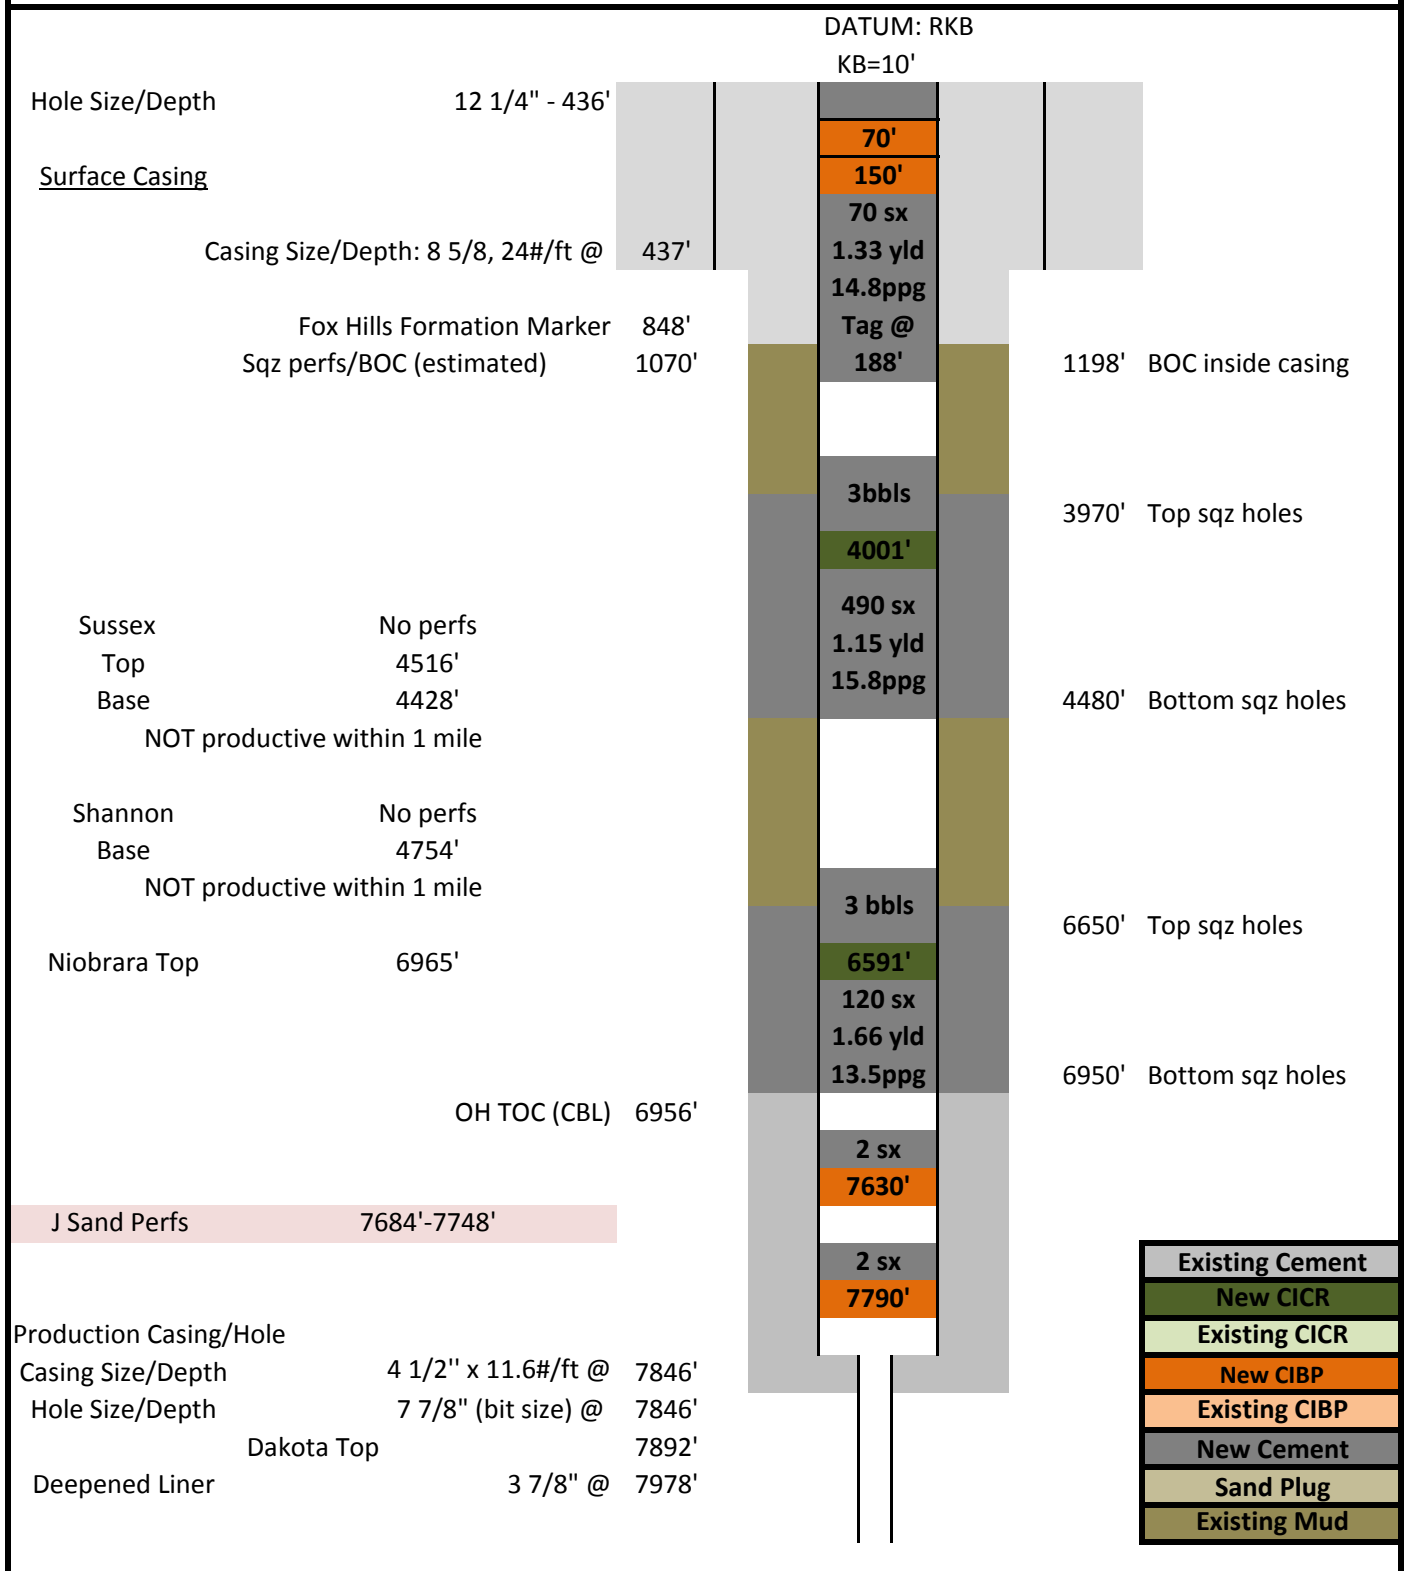 DATUM: RKB
KB=10'
Hole Size/Depth 12 1/4" - 436'
70'
Surface Casing 150'
70 sx
Casing Size/Depth: 8 5/8, 24#/ft @ 437' 1.33 yld
14.8ppg
Fox Hills Formation Marker 848' Tag @
Sqz perfs/BOC (estimated) 1070' 188' 1198' BOC inside casing
3bbls
3970' Top sqz holes
4001'
490 sx
Sussex No perfs
1.15 yld
Top 4516'
15.8ppg
Base 4428' 4480' Bottom sqz holes
NOT productive within 1 mile
Shannon No perfs
Base 4754'
NOT productive within 1 mile
3 bbls
6650' Top sqz holes
Niobrara Top 6965' 6591'
120 sx
1.66 yld
13.5ppg 6950' Bottom sqz holes
OH TOC (CBL) 6956'
2 sx
7630'
J Sand Perfs 7684'-7748'
2 sx Existing Cement
7790' New CICR
Production Casing/Hole Existing CICR
Casing Size/Depth 4 1/2'' x 11.6#/ft @ 7846' New CIBP
Hole Size/Depth 7 7/8" (bit size) @ 7846' Existing CIBP
Dakota Top 7892' New Cement
Deepened Liner 3 7/8" @ 7978' Sand Plug
Existing Mud